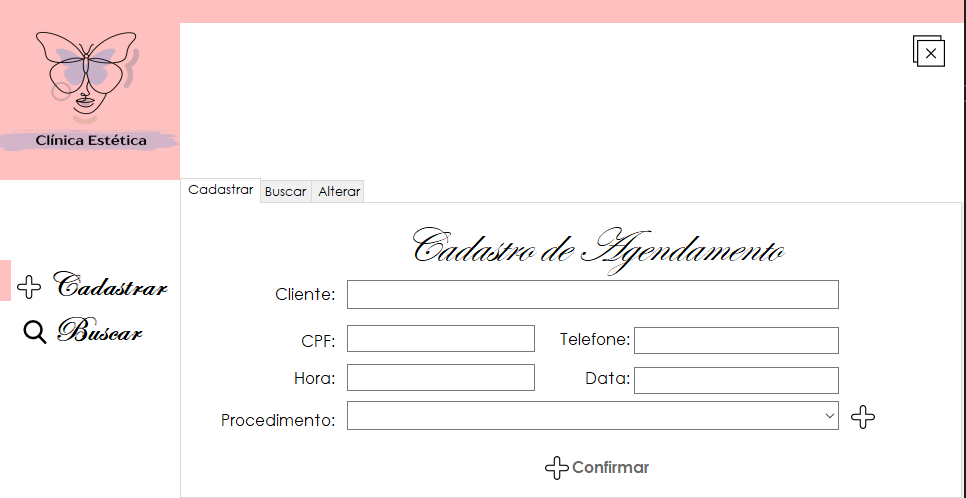 Clínica Estética
Cadastrar Buscar Alterar
Cadastro de Agendamento
Cadastrar
Cliente:
Buscar
CPF: Telefone:
Hora: Data:
Procedimento:
Confirmar